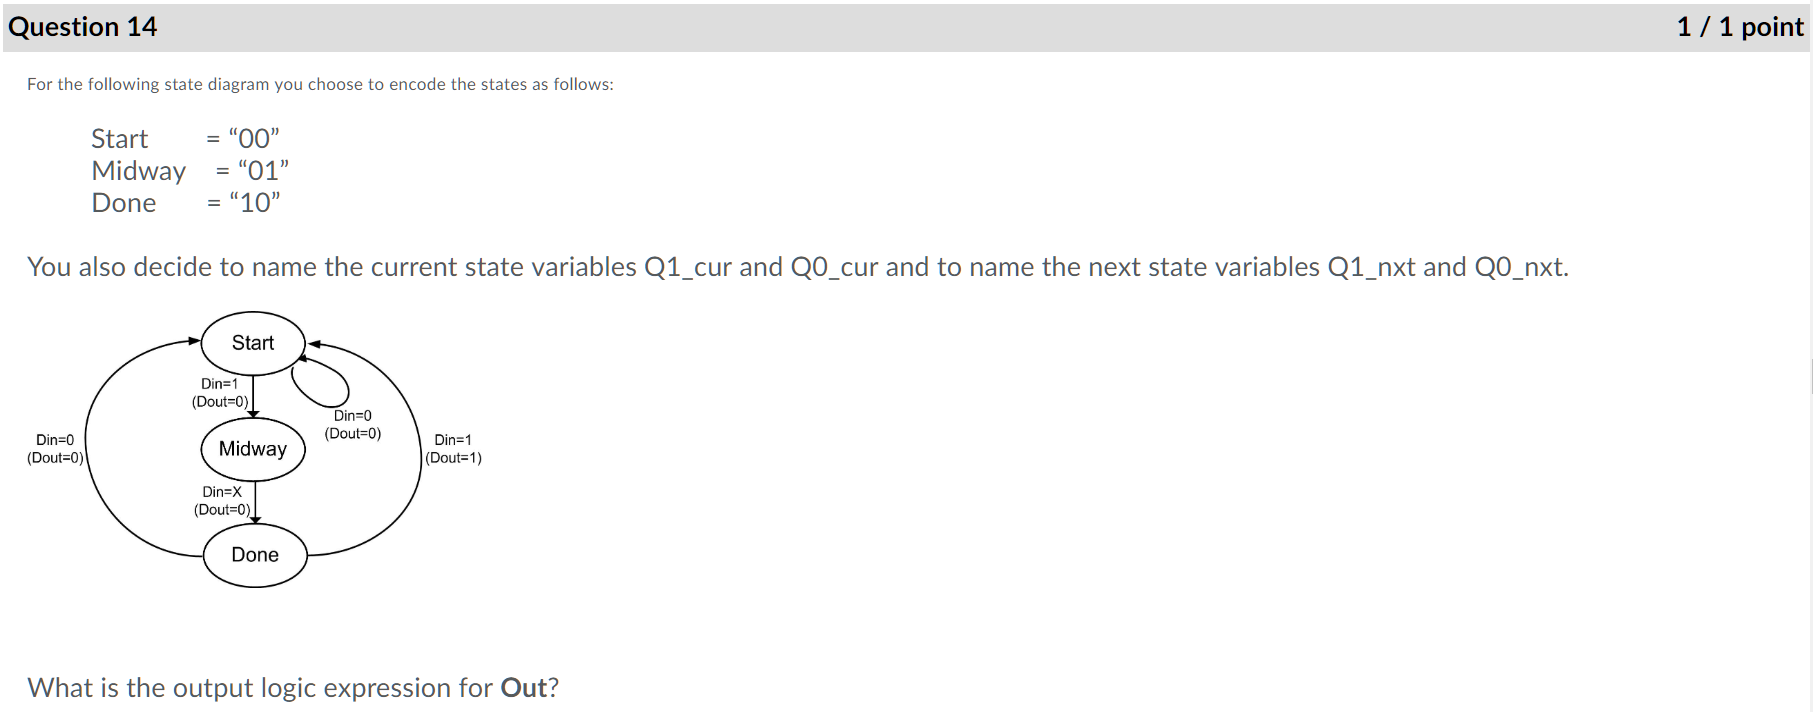 Question 14 1 / 1 point
For the following state diagram you choose to encode the states as follows:
Start = “00”
Midway = “01”
Done = “10”
You also decide to name the current state variables Q1_cur and Q0_cur and to name the next state variables Q1_nxt and Q0_nxt.
Start
Din=1
(Dout=0)
Din=0
(Dout=0)
Din=0
(Dout=0)
Midway
Din=1
(Dout=1)
Din=X
(Dout=0)
Done
What is the output logic expression for Out?